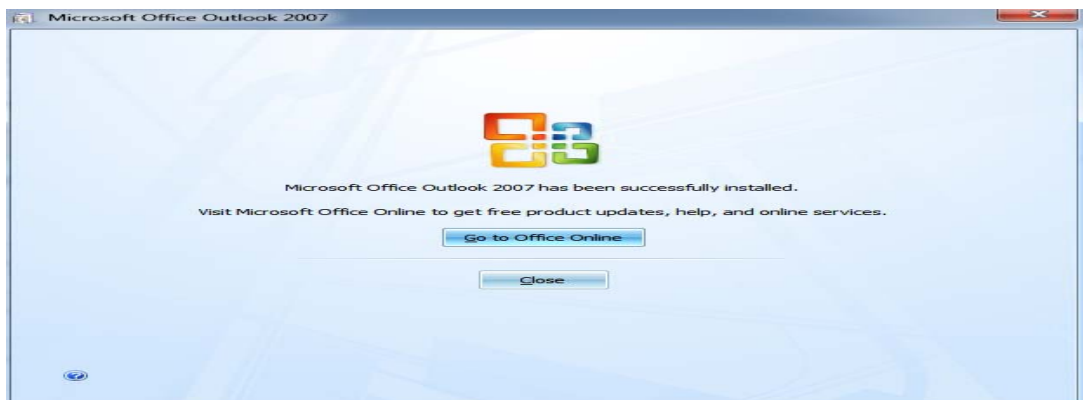 Microsoft Office Outlook 2007
Microsoft Office Outlook 2007 has been successfully installed.
Visit Microsoft Office Online to get free product updates, help, and online services.
Go to Office Online
Close